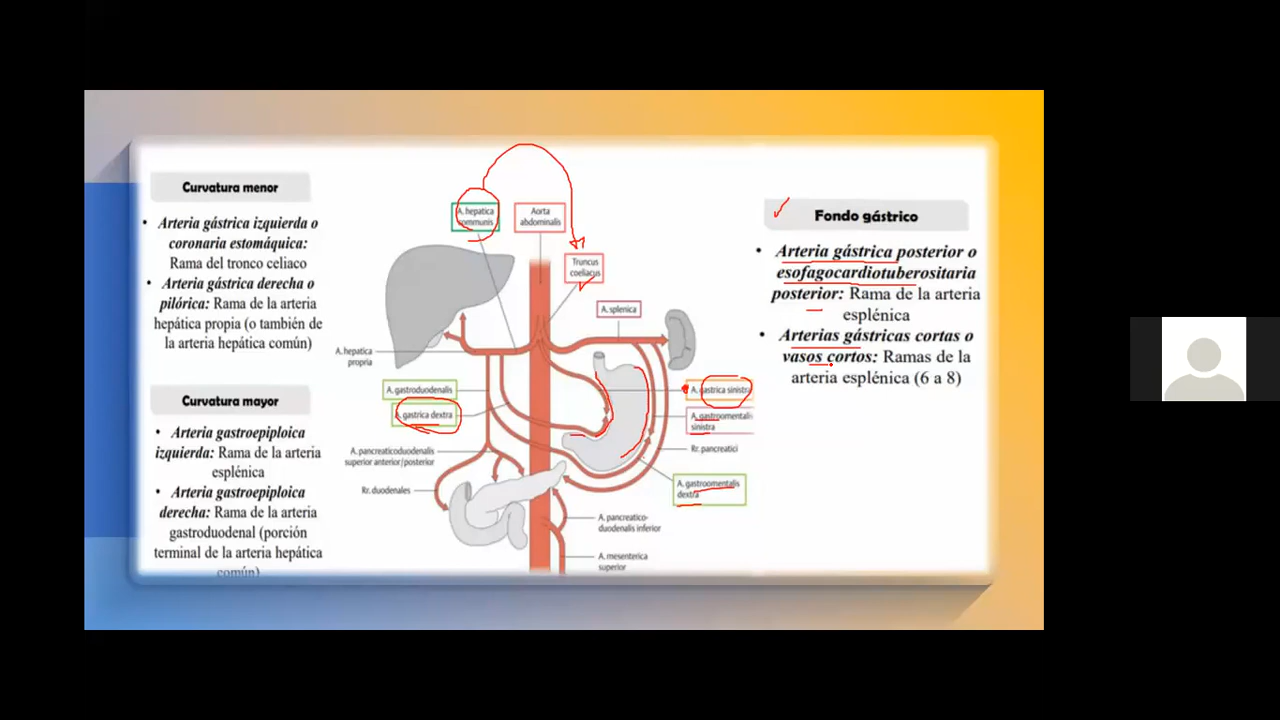 Curvatura menor
• Arteria gástrica izquierda o
coronaria estomáquica:
Rama del tronco celiaco
• Arteria gástrica derecha o
pilórica: Rama de la arteria
hepática propia (o también de
la arteria hepática común)
Curvatura mayor
• Arteria gastroepiploica
izquierda: Rama de la arteria
esplénica
• Arteria gastroepiploica
derecha: Rama de la arteria
gastroduodenal (porción
terminal de la arteria hepática
común)
A. hepatica
communis
Aorta
abdominalis
Truncus
coeliacus
A. splenica
A. hepatica
propia
A. gastroduodenalis
A. gastrica dextra
A. gastrica sinistra
A. gastroomentalis
sinistra
A. pancreaticoduodenalis
superior anterior/posterior
Rr. pancreatici
Rr. duodenales
A. gastroomentalis
dextra
A. pancreatico-
duodenalis inferior
A. mesenterica
superior
Fondo gástrico
• Arteria gástrica posterior o
esofagocardiotuberositaria
posterior: Rama de la arteria
esplénica
• Arterias gástricas cortas o
vasos cortos: Ramas de la
arteria esplénica (6 a 8)